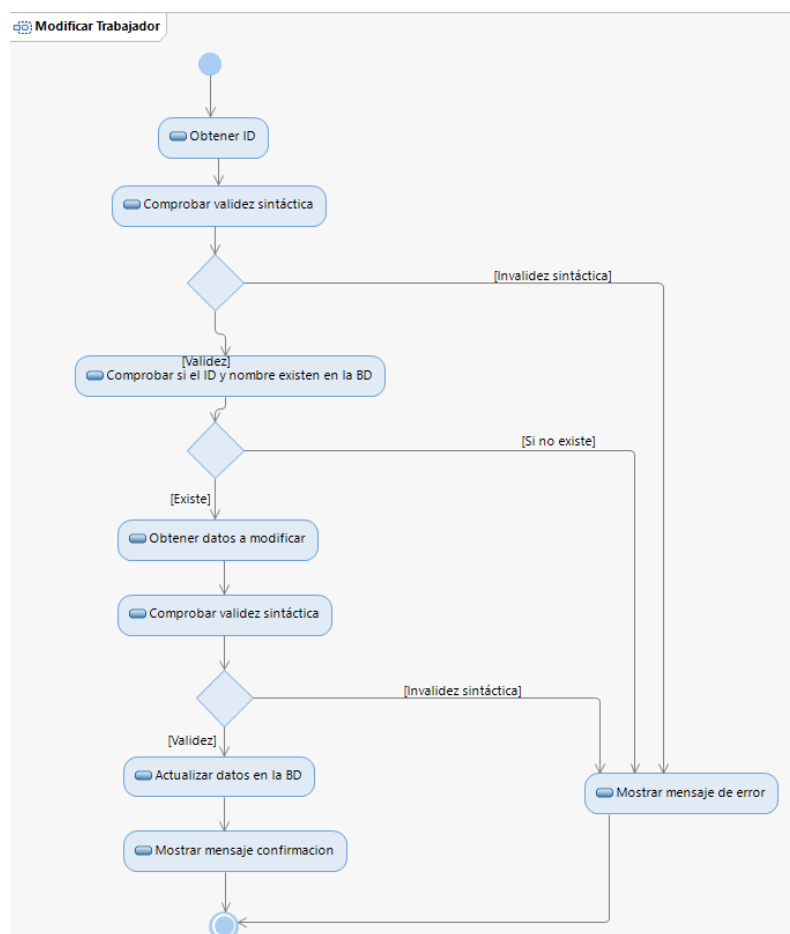 Modificar Trabajador
Obtener ID
Comprobar validez sintáctica
[Invalidez sintáctica]
[Validez]
Comprobar si el ID y nombre existen en la BD
[Si no existe]
[Existe]
Obtener datos a modificar
Comprobar validez sintáctica
[Invalidez sintáctica]
[Validez]
Actualizar datos en la BD
Mostrar mensaje de error
Mostrar mensaje confirmacion